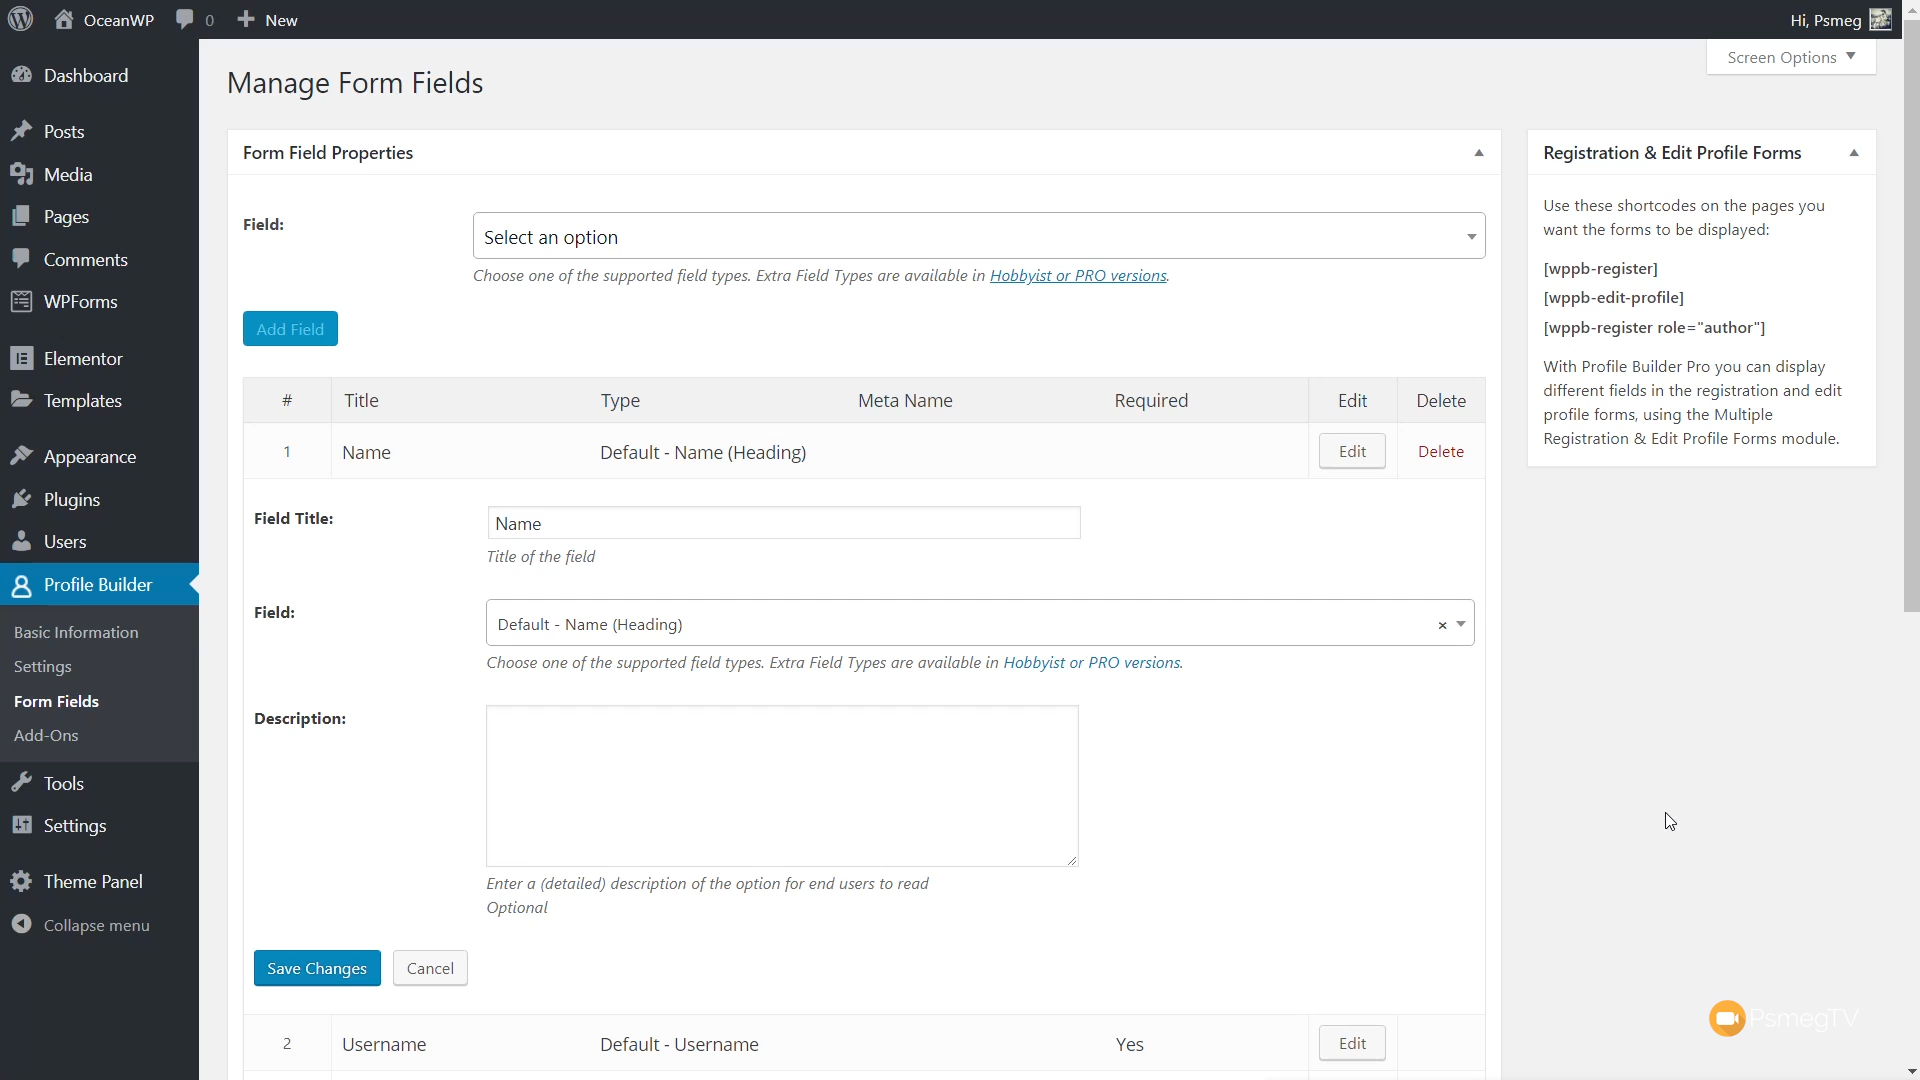 OceanWP 0 New Hi, Psmeg
Screen Options
Dashboard
Posts
Media
Pages
Comments
WPForms
Elementor
Templates
Appearance
Plugins
Users
Profile Builder
Basic Information
Settings
Form Fields
Add-Ons
Tools
Settings
Theme Panel
Collapse menu
Manage Form Fields
Form Field Properties
Field:
Select an option
Choose one of the supported field types. Extra Field Types are available in Hobbyist or PRO versions.
Add Field
# Title Type Meta Name Required Edit Delete
1 Name Default - Name (Heading) Edit Delete
Field Title:
Name
Title of the field
Field:
Default - Name (Heading) ×
Choose one of the supported field types. Extra Field Types are available in Hobbyist or PRO versions.
Description:
Enter a (detailed) description of the option for end users to read
Optional
Save Changes Cancel
2 Username Default - Username Yes Edit
Registration & Edit Profile Forms
Use these shortcodes on the pages you
want the forms to be displayed:
[wppb-register]
[wppb-edit-profile]
[wppb-register role="author"]
With Profile Builder Pro you can display
different fields in the registration and edit
profile forms, using the Multiple
Registration & Edit Profile Forms module.
PsmegTV